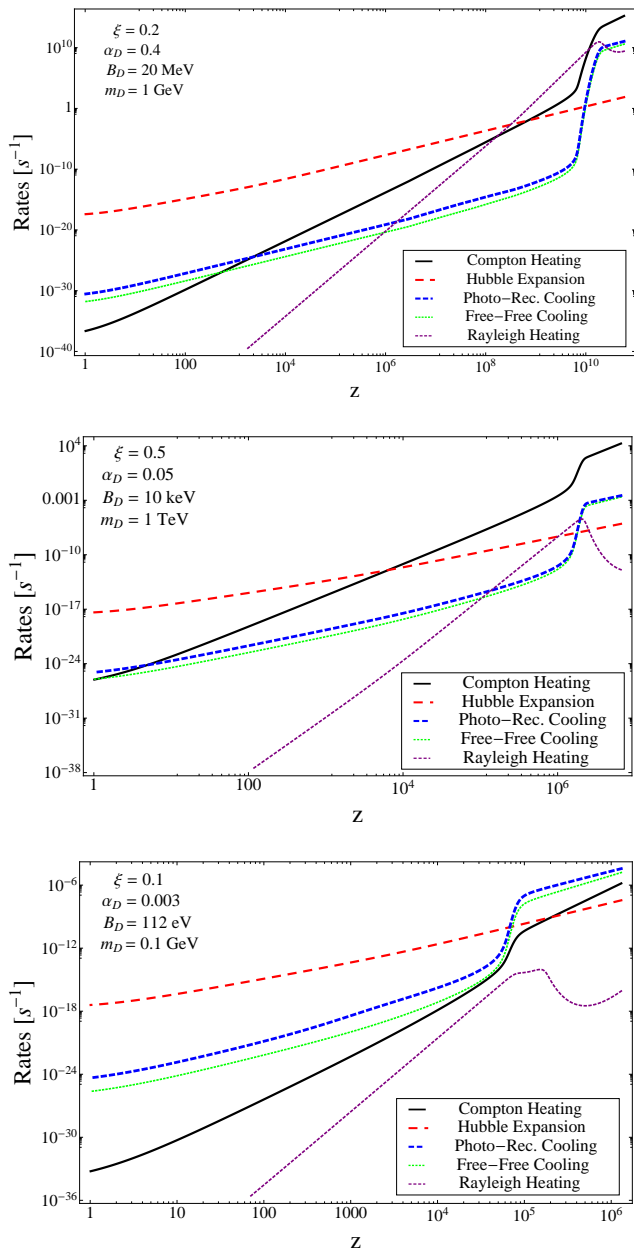 ξ = 0.2
α_D = 0.4
B_D = 20 MeV
m_D = 1 GeV
Rates [s^{-1}]
10^{10}
1
10^{-10}
10^{-20}
10^{-30}
10^{-40}
Compton Heating
Hubble Expansion
Photo-Rec. Cooling
Free-Free Cooling
Rayleigh Heating
1 100 10^4 10^6 10^8 10^{10}
z
ξ = 0.5
α_D = 0.05
B_D = 10 keV
m_D = 1 TeV
Rates [s^{-1}]
10^4
0.001
10^{-10}
10^{-17}
10^{-24}
10^{-31}
10^{-38}
Compton Heating
Hubble Expansion
Photo-Rec. Cooling
Free-Free Cooling
Rayleigh Heating
1 100 10^4 10^6
z
ξ = 0.1
α_D = 0.003
B_D = 112 eV
m_D = 0.1 GeV
Rates [s^{-1}]
10^{-6}
10^{-12}
10^{-18}
10^{-24}
10^{-30}
10^{-36}
Compton Heating
Hubble Expansion
Photo-Rec. Cooling
Free-Free Cooling
Rayleigh Heating
1 10 100 1000 10^4 10^5 10^6
z